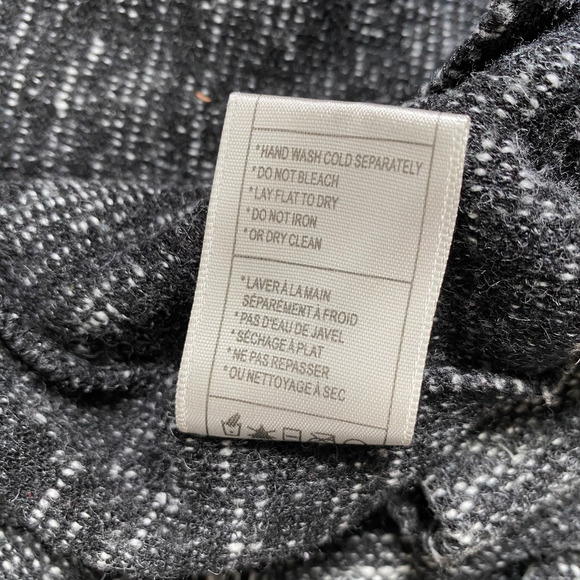 *HAND WASH COLD SEPARATELY
*DO NOT BLEACH
*LAY FLAT TO DRY
*DO NOT IRON
*OR DRY CLEAN
*LAVER À LA MAIN
SÉPARÉMENT À FROID
*PAS D'EAU DE JAVEL
*SÉCHAGE À PLAT
*NE PAS REPASSER
*OU NETTOYAGE À SEC